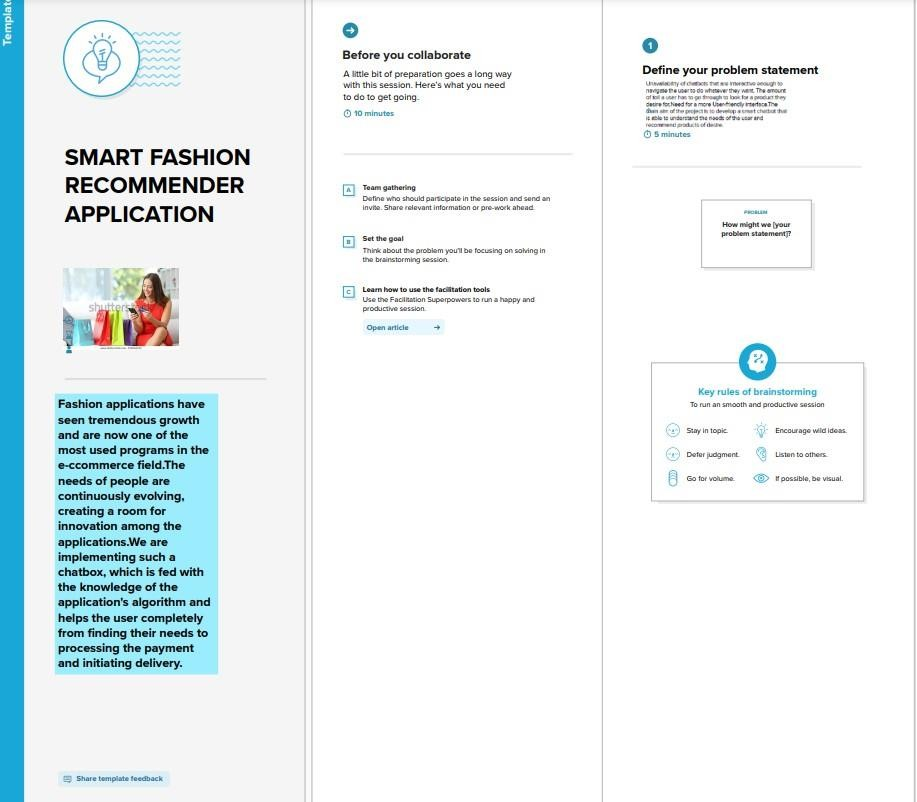 Template
SMART FASHION
RECOMMENDER
APPLICATION
shutterstock
Fashion applications have
seen tremendous growth
and are now one of the
most used programs in the
e-ccommerce field.The
needs of people are
continuously evolving,
creating a room for
innovation among the
applications.We are
implementing such a
chatbox, which is fed with
the knowledge of the
application's algorithm and
helps the user completely
from finding their needs to
processing the payment
and initiating delivery.
Share template feedback
Before you collaborate
A little bit of preparation goes a long way
with this session. Here's what you need
to do to get going.
10 minutes
A
Team gathering
Define who should participate in the session and send an
invite. Share relevant information or pre-work ahead.
B
Set the goal
Think about the problem you'll be focusing on solving in
the brainstorming session.
C
Learn how to use the facilitation tools
Use the Facilitation Superpowers to run a happy and
productive session.
Open article
1
Define your problem statement
Unavailability of chatbots that are interactive enough to
navigate the user to do whatever they want. The amount
of toil a user has to go through to look for a product they
desire for.Need for a more User-friendly interface.The
main aim of the project is to develop a smart chatbot that
is able to understand the needs of the user and
recommend products of desire.
5 minutes
PROBLEM
How might we [your
problem statement]?
Key rules of brainstorming
To run an smooth and productive session
Stay in topic.
Encourage wild ideas.
Defer judgment.
Listen to others.
Go for volume.
If possible, be visual.